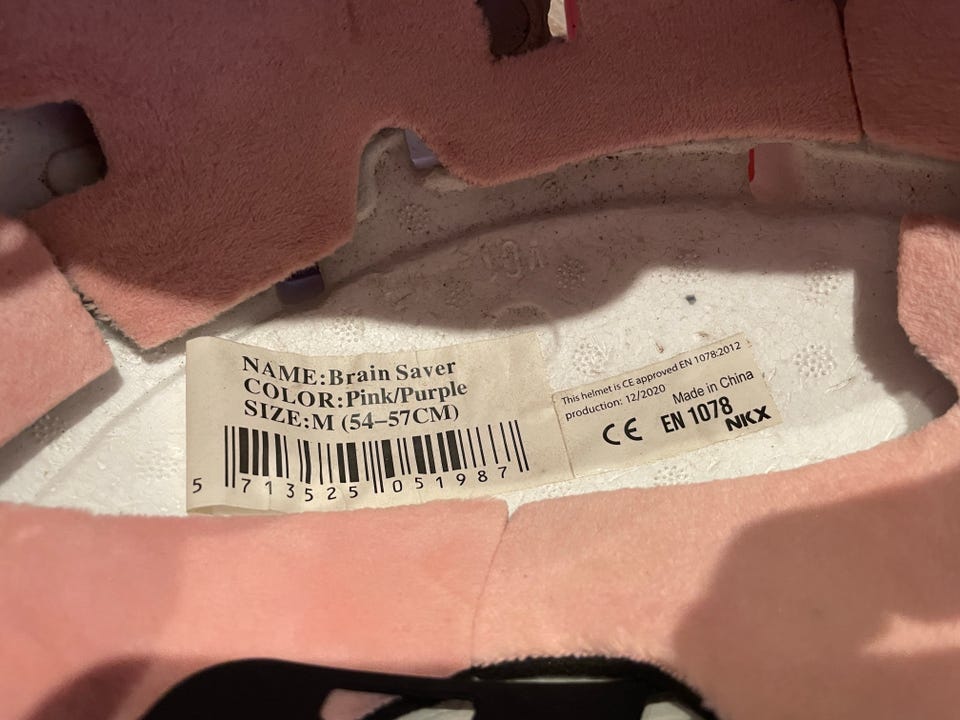 NAME:Brain Saver
COLOR:Pink/Purple
SIZE:M (54–57CM)
5 713525 051987
This helmet is CE approved EN 1078:2012
production: 12/2020 Made in China
CE EN 1078
NKX